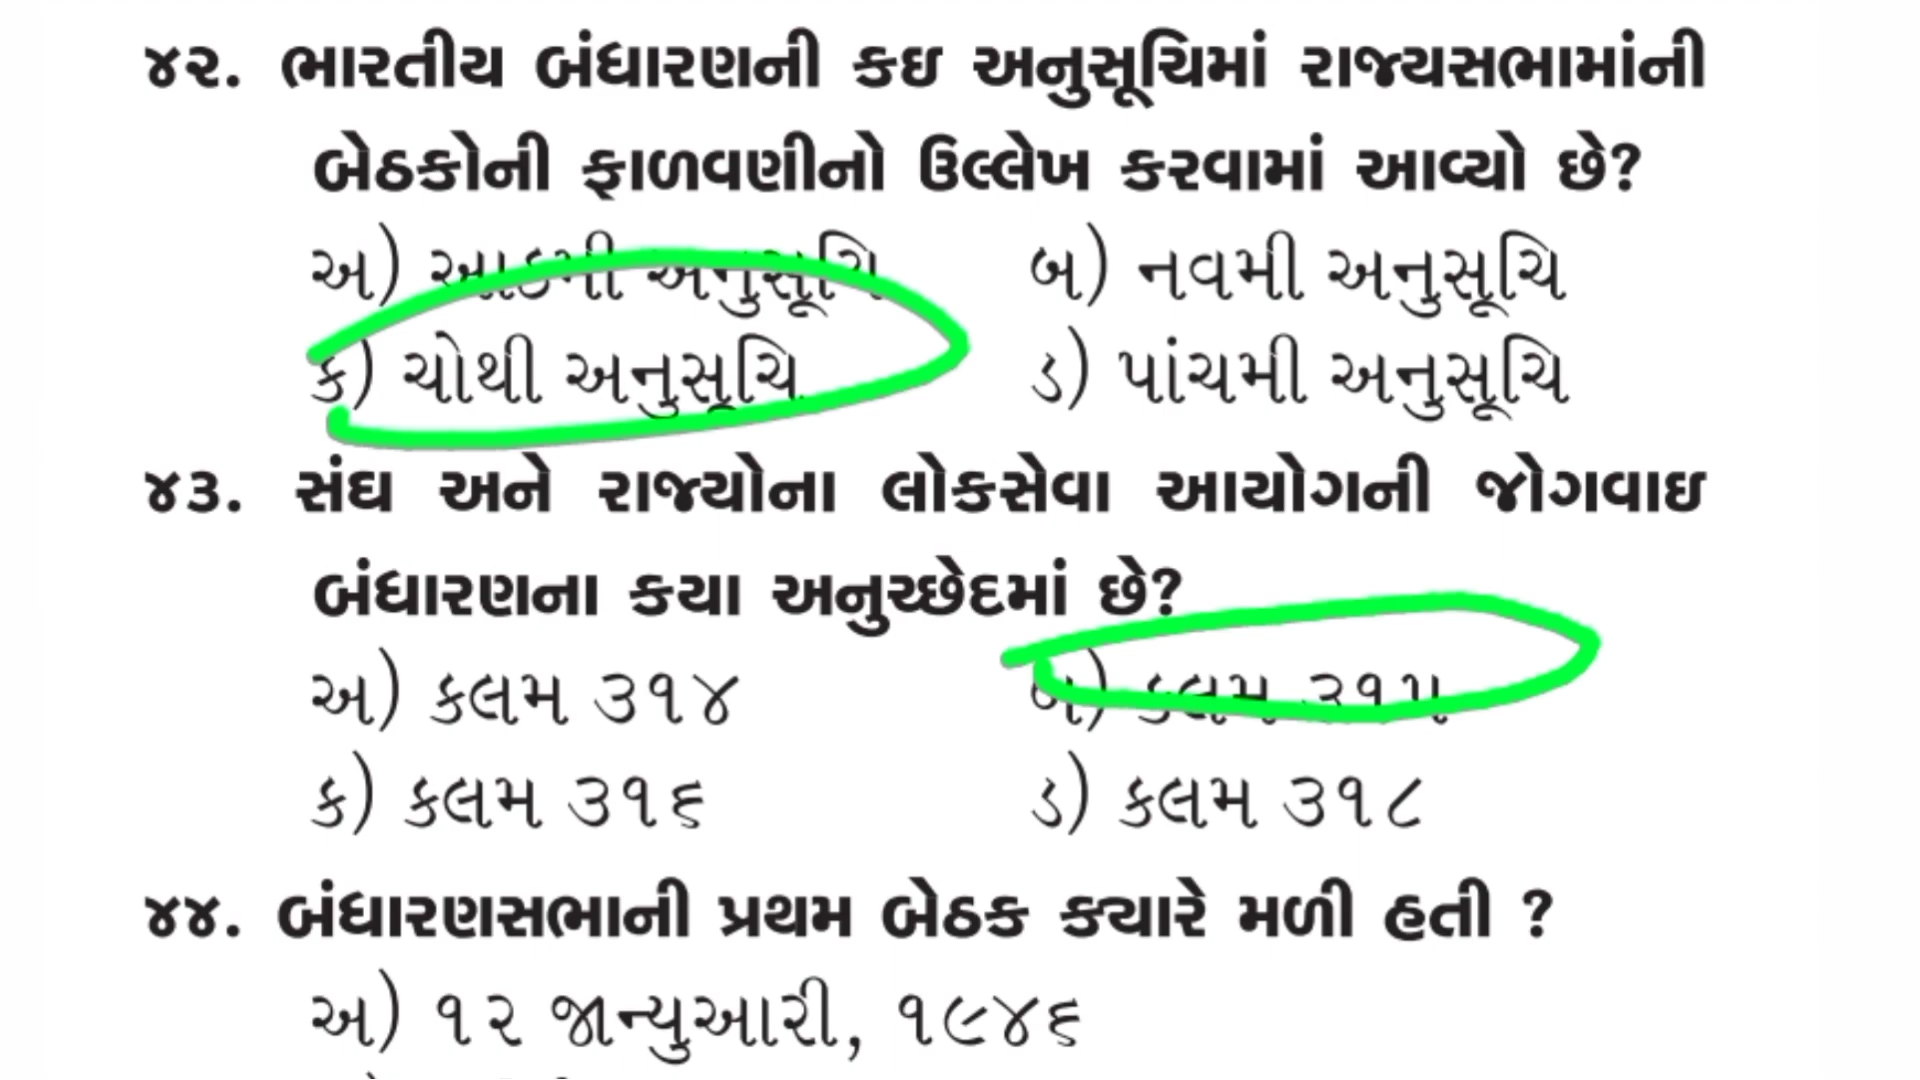 ૪૨. ભારતીય બંધારણની કઇ અનુસૂચિમાં રાજ્યસભામાંની
બેઠકોની ફાળવણીનો ઉલ્લેખ કરવામાં આવ્યો છે?
અ) આઠમી અનુસૂચિ બ) નવમી અનુસૂચિ
ક) ચોથી અનુસૂચિ ડ) પાંચમી અનુસૂચિ
૪૩. સંઘ અને રાજ્યોના લોકસેવા આયોગની જોગવાઇ
બંધારણના કયા અનુચ્છેદમાં છે?
અ) કલમ ૩૧૪ બ) કલમ ૩૧૫
ક) કલમ ૩૧૬ ડ) કલમ ૩૧૮
૪૪. બંધારણસભાની પ્રથમ બેઠક ક્યારે મળી હતી ?
અ) ૧૨ જાન્યુઆરી, ૧૯૪૬